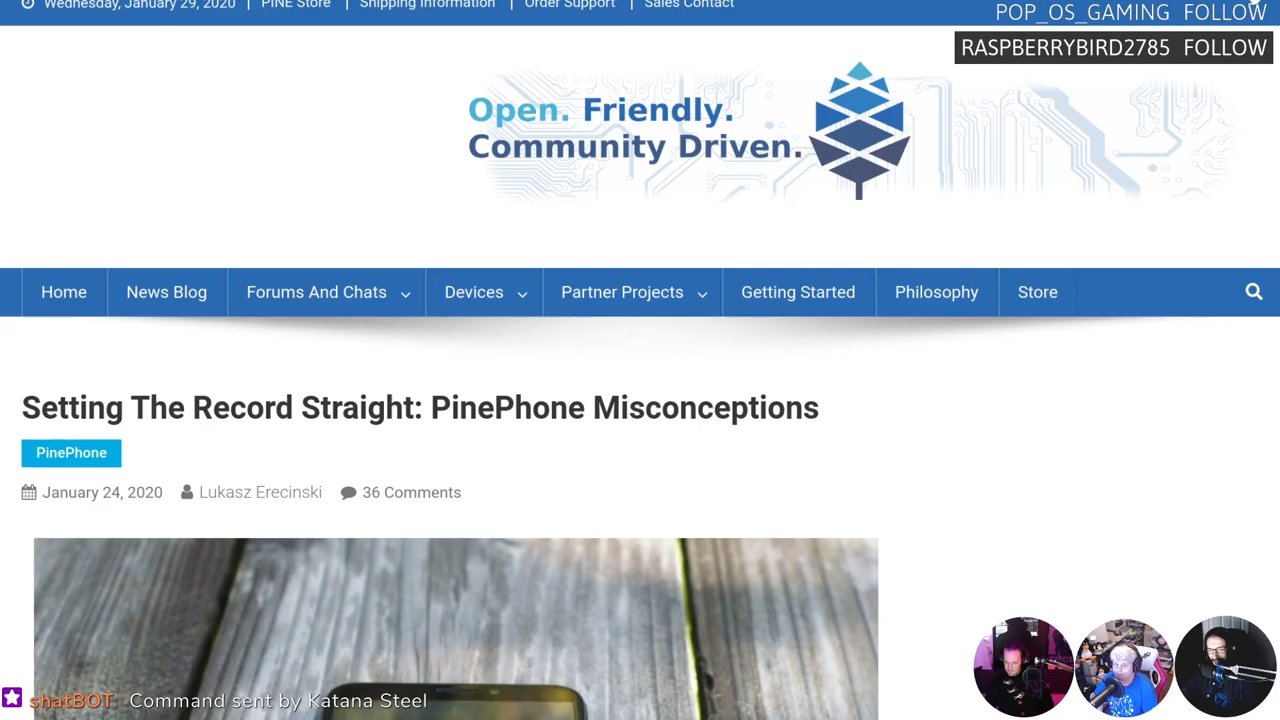 Wednesday, January 29, 2020 | PINE Store | Shipping Information | Order Support | Sales Contact
POP_OS_GAMING FOLLOW
RASPBERRYBIRD2785 FOLLOW
Open. Friendly.
Community Driven.
Home News Blog Forums And Chats Devices Partner Projects Getting Started Philosophy Store
Setting The Record Straight: PinePhone Misconceptions
PinePhone
January 24, 2020 Lukasz Erecinski 36 Comments
shatBOT Command sent by Katana Steel